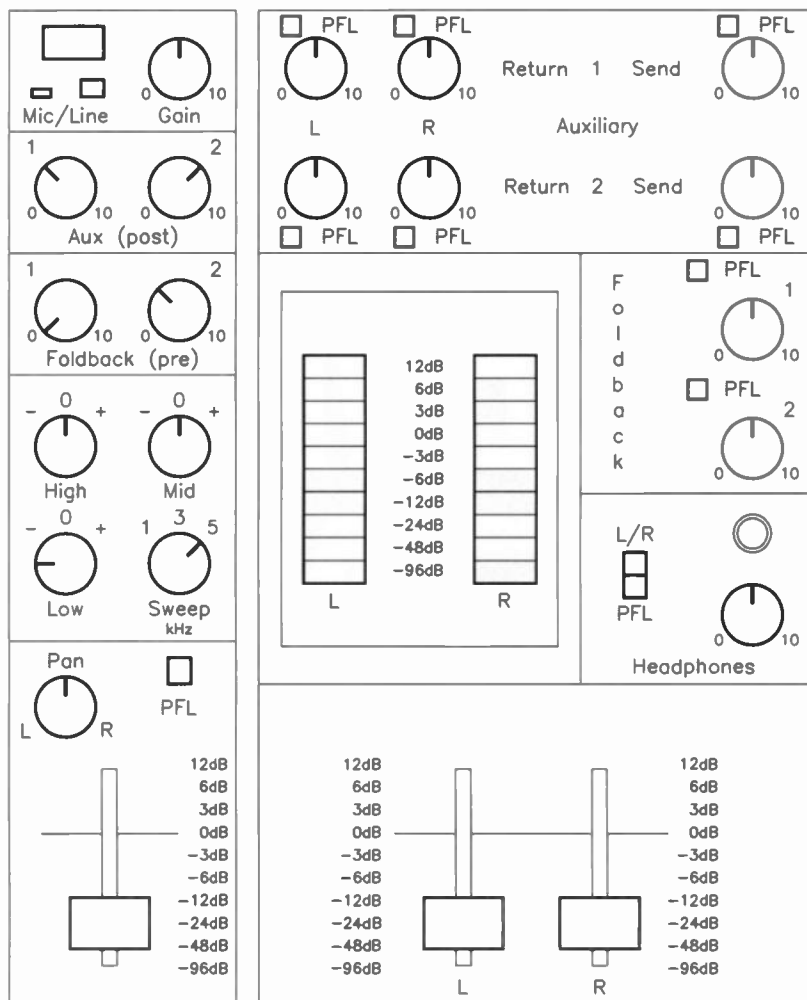 0 10
Mic/Line Gain
1 2
0 10 0 10
Aux (post)
1 2
0 10 0 10
Foldback (pre)
- 0 + - 0 +
High Mid
- 0 + 1 3 5
Low Sweep
kHz
Pan
L R PFL
12dB
6dB
3dB
0dB
-3dB
-6dB
-12dB
-24dB
-48dB
-96dB
PFL PFL PFL
Return 1 Send
0 10 0 10 0 10
L R Auxiliary
Return 2 Send
0 10 0 10 0 10
PFL PFL PFL
12dB
6dB
3dB
0dB
-3dB
-6dB
-12dB
-24dB
-48dB
-96dB
L R
Foldback
PFL
1
0 10
PFL
2
0 10
L/R
PFL
0 10
Headphones
12dB 12dB
6dB 6dB
3dB 3dB
0dB 0dB
-3dB -3dB
-6dB -6dB
-12dB -12dB
-24dB -24dB
-48dB -48dB
-96dB -96dB
L R